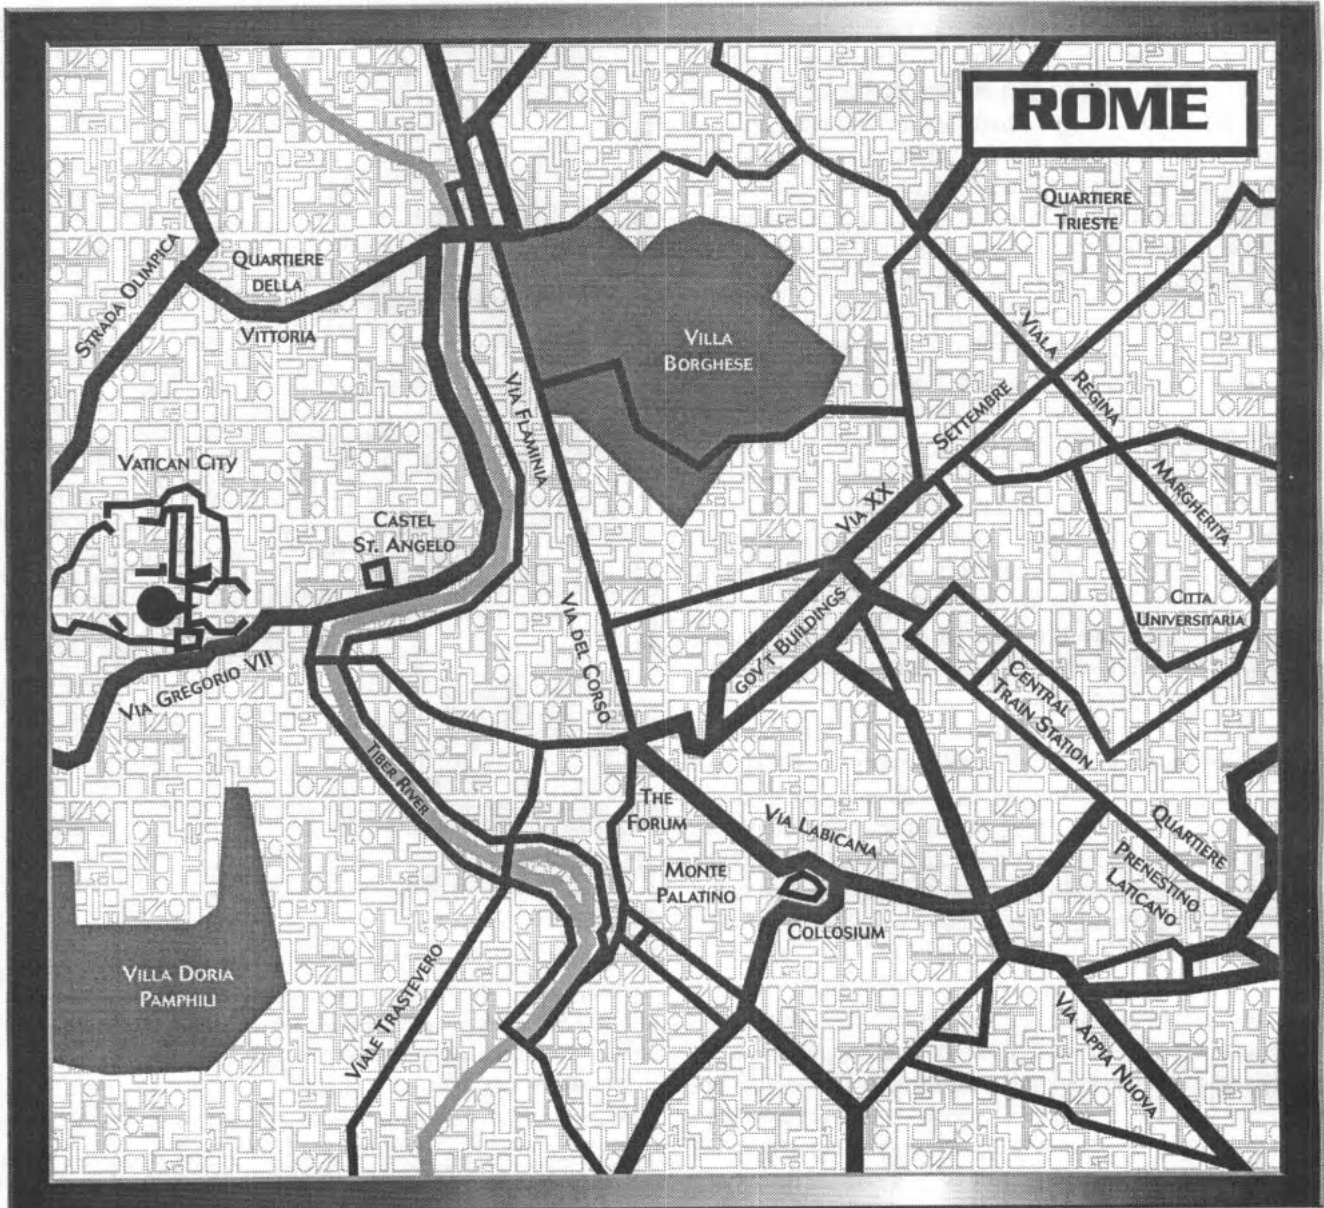 ROME
QUARTIERE
TRIESTE
STRADA OLIMPICA
QUARTIERE
DELLA
VITTORIA
VILLA
BORGHESE
VIALA
REGINA
MARGHERITA
VIA FLAMINIA
SETTEMBRE
VIA XX
VATICAN CITY
CASTEL
ST. ANGELO
CITTA
UNIVERSITARIA
VIA DEL CORSO
GOV'T BUILDINGS
VIA GREGORIO VII
CENTRAL
TRAIN STATION
TIBER RIVER
THE
FORUM
VIA LABICANA
QUARTIERE
PRENESTINO
LATICANO
MONTE
PALATINO
COLLOSIUM
VILLA DORIA
PAMPHILI
VIALE TRASTEVERO
VIA APPIA NUOVA